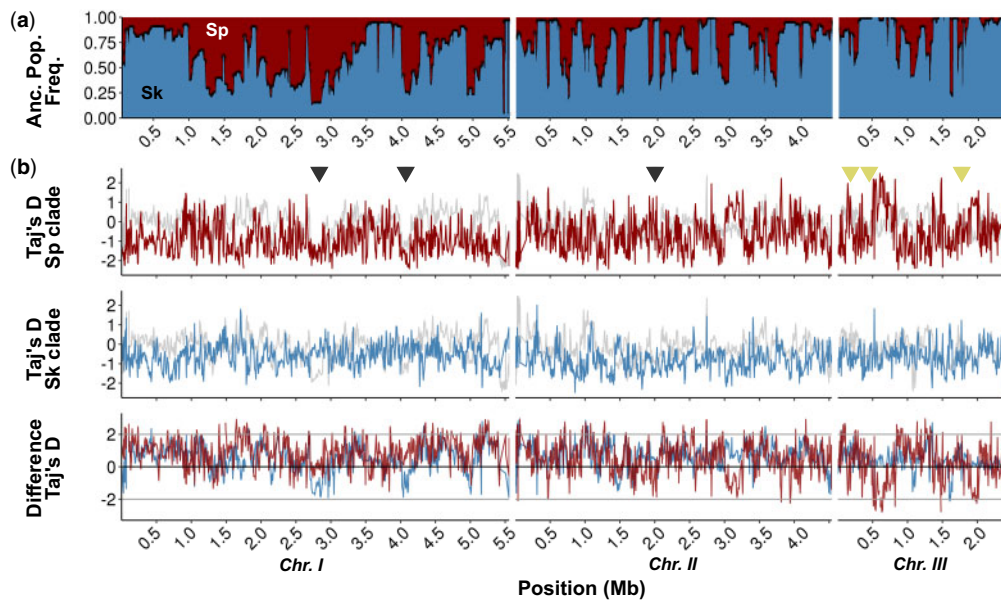 (a)
Anc. Pop.
Freq.
1.00
0.75
0.50
0.25
0.00
Sp
Sk
0.5 1.0 1.5 2.0 2.5 3.0 3.5 4.0 4.5 5.0 5.5
0.5 1.0 1.5 2.0 2.5 3.0 3.5 4.0
0.5 1.0 1.5 2.0
(b)
Taj's D
Sp clade
2
1
0
-1
-2
Taj's D
Sk clade
2
1
0
-1
-2
Difference
Taj's D
2
0
-2
0.5 1.0 1.5 2.0 2.5 3.0 3.5 4.0 4.5 5.0 5.5
0.5 1.0 1.5 2.0 2.5 3.0 3.5 4.0
0.5 1.0 1.5 2.0
Chr. I
Chr. II
Chr. III
Position (Mb)